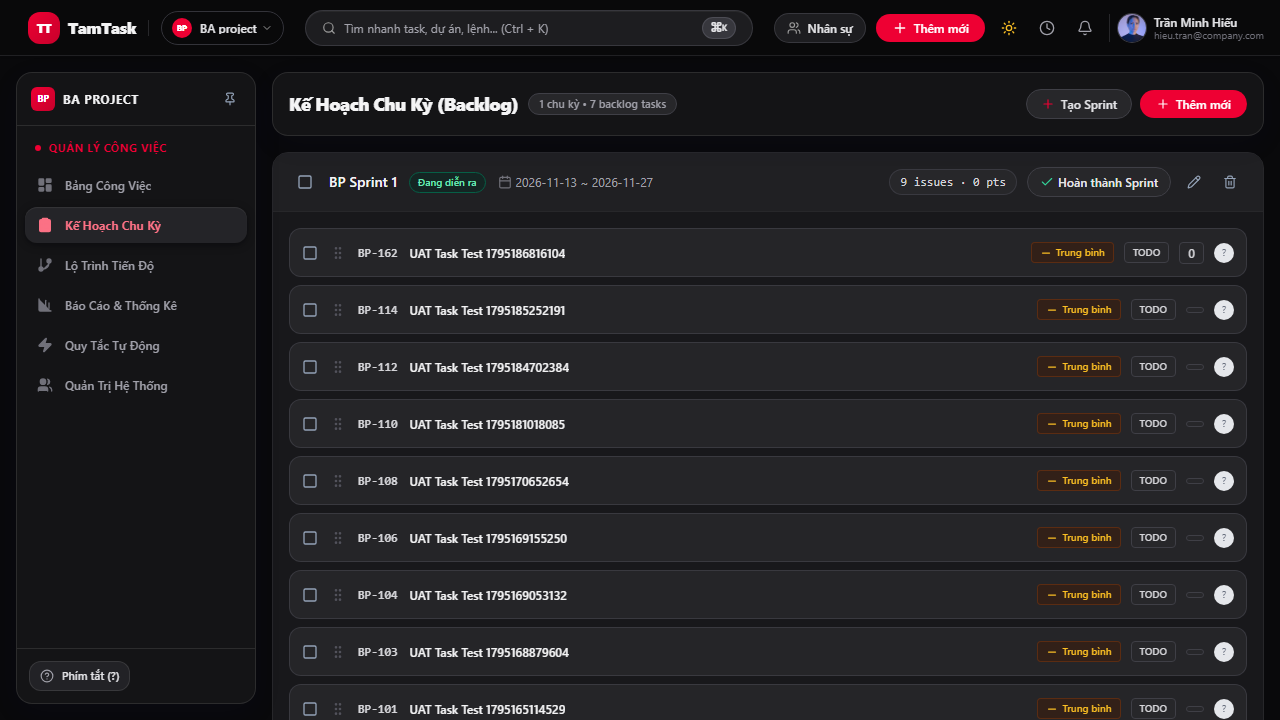 TT TamTask BP BA project Tìm nhanh task, dự án, lệnh... (Ctrl + K) ⌘K Nhân sự + Thêm mới Trần Minh Hiếu
hieu.tran@company.com
BP BA PROJECT
QUẢN LÝ CÔNG VIỆC
Bảng Công Việc
Kế Hoạch Chu Kỳ
Lộ Trình Tiến Độ
Báo Cáo & Thống Kê
Quy Tắc Tự Động
Quản Trị Hệ Thống
Phím tắt (?)
Kế Hoạch Chu Kỳ (Backlog) 1 chu kỳ • 7 backlog tasks + Tạo Sprint + Thêm mới
BP Sprint 1 Đang diễn ra 2026-11-13 ~ 2026-11-27 9 issues · 0 pts Hoàn thành Sprint
BP-162 UAT Task Test 1795186816104 Trung bình TODO 0 ?
BP-114 UAT Task Test 1795185252191 Trung bình TODO ?
BP-112 UAT Task Test 1795184702384 Trung bình TODO ?
BP-110 UAT Task Test 1795181018085 Trung bình TODO ?
BP-108 UAT Task Test 1795170652654 Trung bình TODO ?
BP-106 UAT Task Test 1795169155250 Trung bình TODO ?
BP-104 UAT Task Test 1795169053132 Trung bình TODO ?
BP-103 UAT Task Test 1795168879604 Trung bình TODO ?
BP-101 UAT Task Test 1795165114529 Trung bình TODO ?